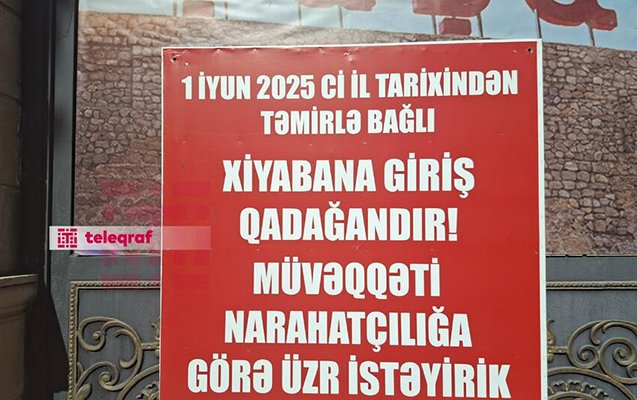 1 İYUN 2025 Cİ İL TARİXİNDƏN
TƏMİRLƏ BAĞLI
XİYABANA GİRİŞ
QADAĞANDIR!
MÜVƏQQƏTİ
NARAHATÇILIĞA
GÖRƏ ÜZR İSTƏYİRİK
teleqraf